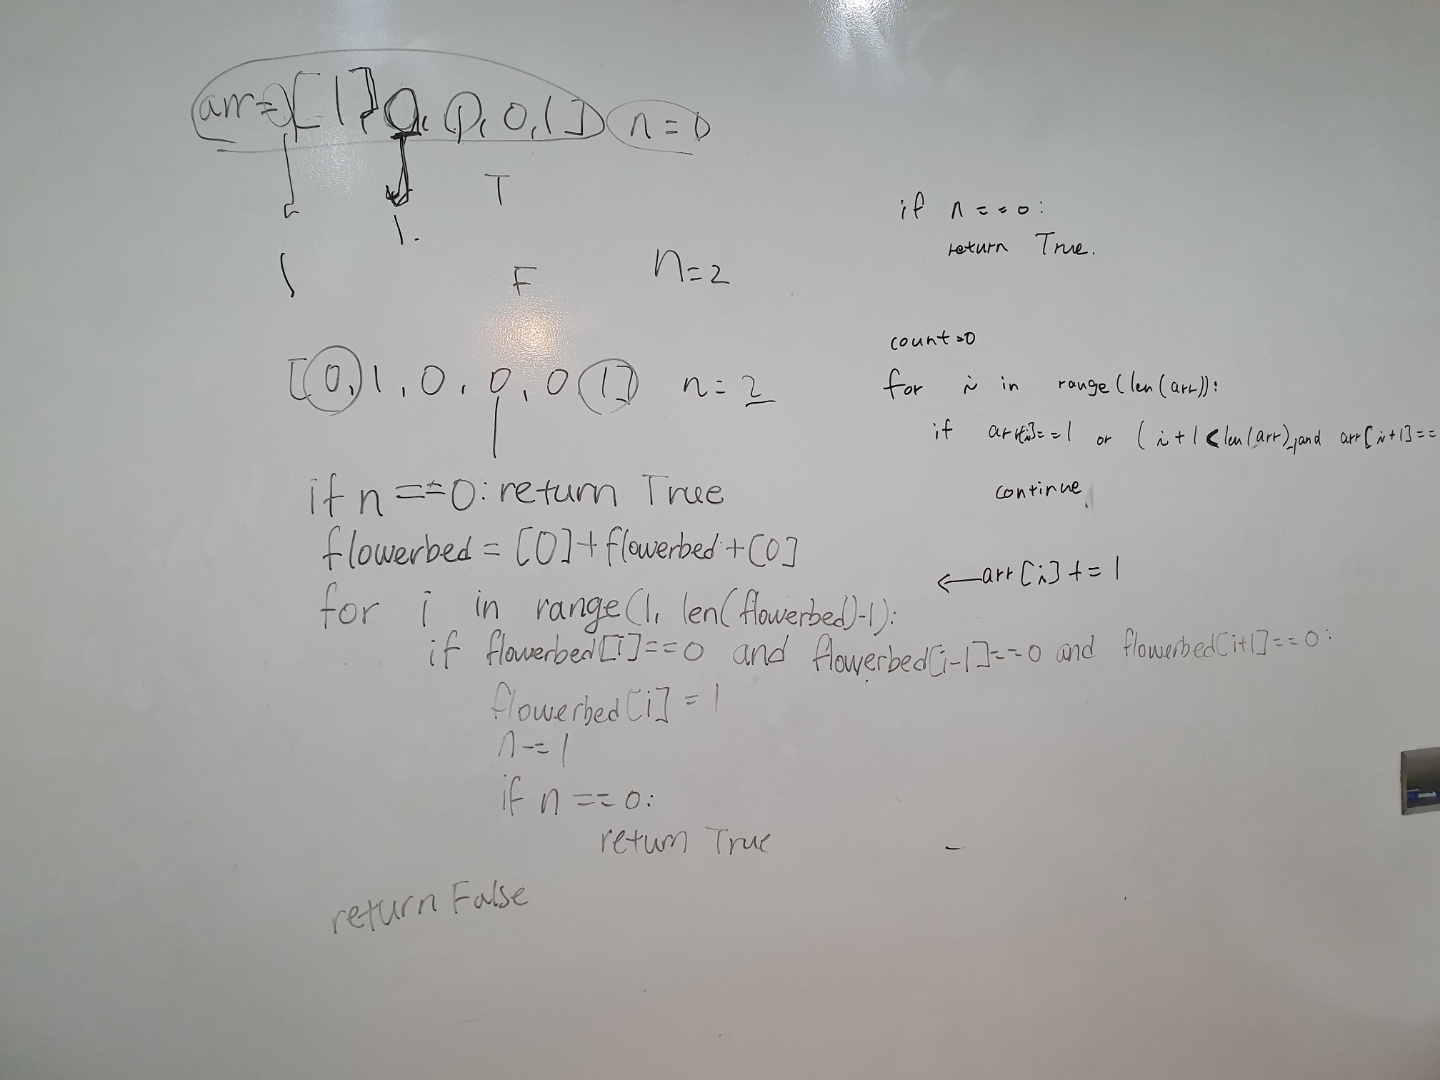 arr = [1, 0, 0, 0, 1] n=0
1. T
1 F n=2
[0, 1, 0, 0, 0 1] n=2
if n==0: return True
flowerbed = [0]+flowerbed+[0]
for i in range(1, len(flowerbed)-1):
if flowerbed[i]==0 and flowerbed[i-1]==0 and flowerbed[i+1]==0:
flowerbed[i] = 1
n-=1
if n==0:
return True
return False
if n==0:
return True.
count=0
for i in range(len(arr)):
if arr[i]==1 or (i+1<len(arr) and arr[i+1]==
continue
←arr[i]+=1